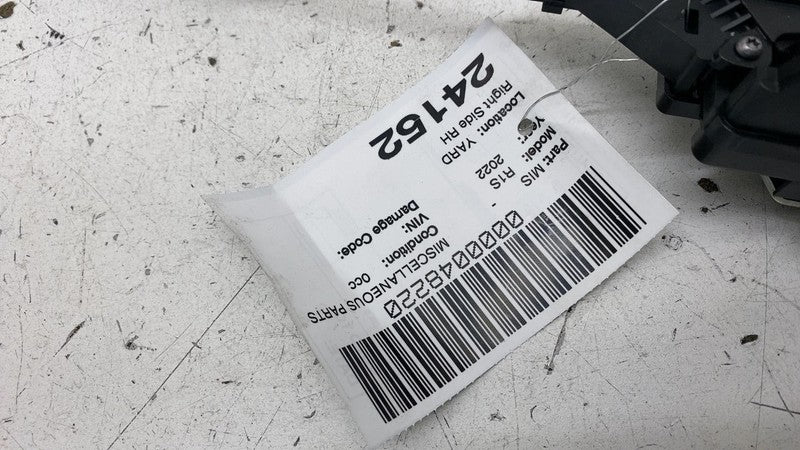 0000048220
Part: MIS - MISCELLANEOUS PARTS
Model: R1S Condition: 0cc
Year: 2022 VIN:
Location: YARD Damage Code:
Right Side RH
24152